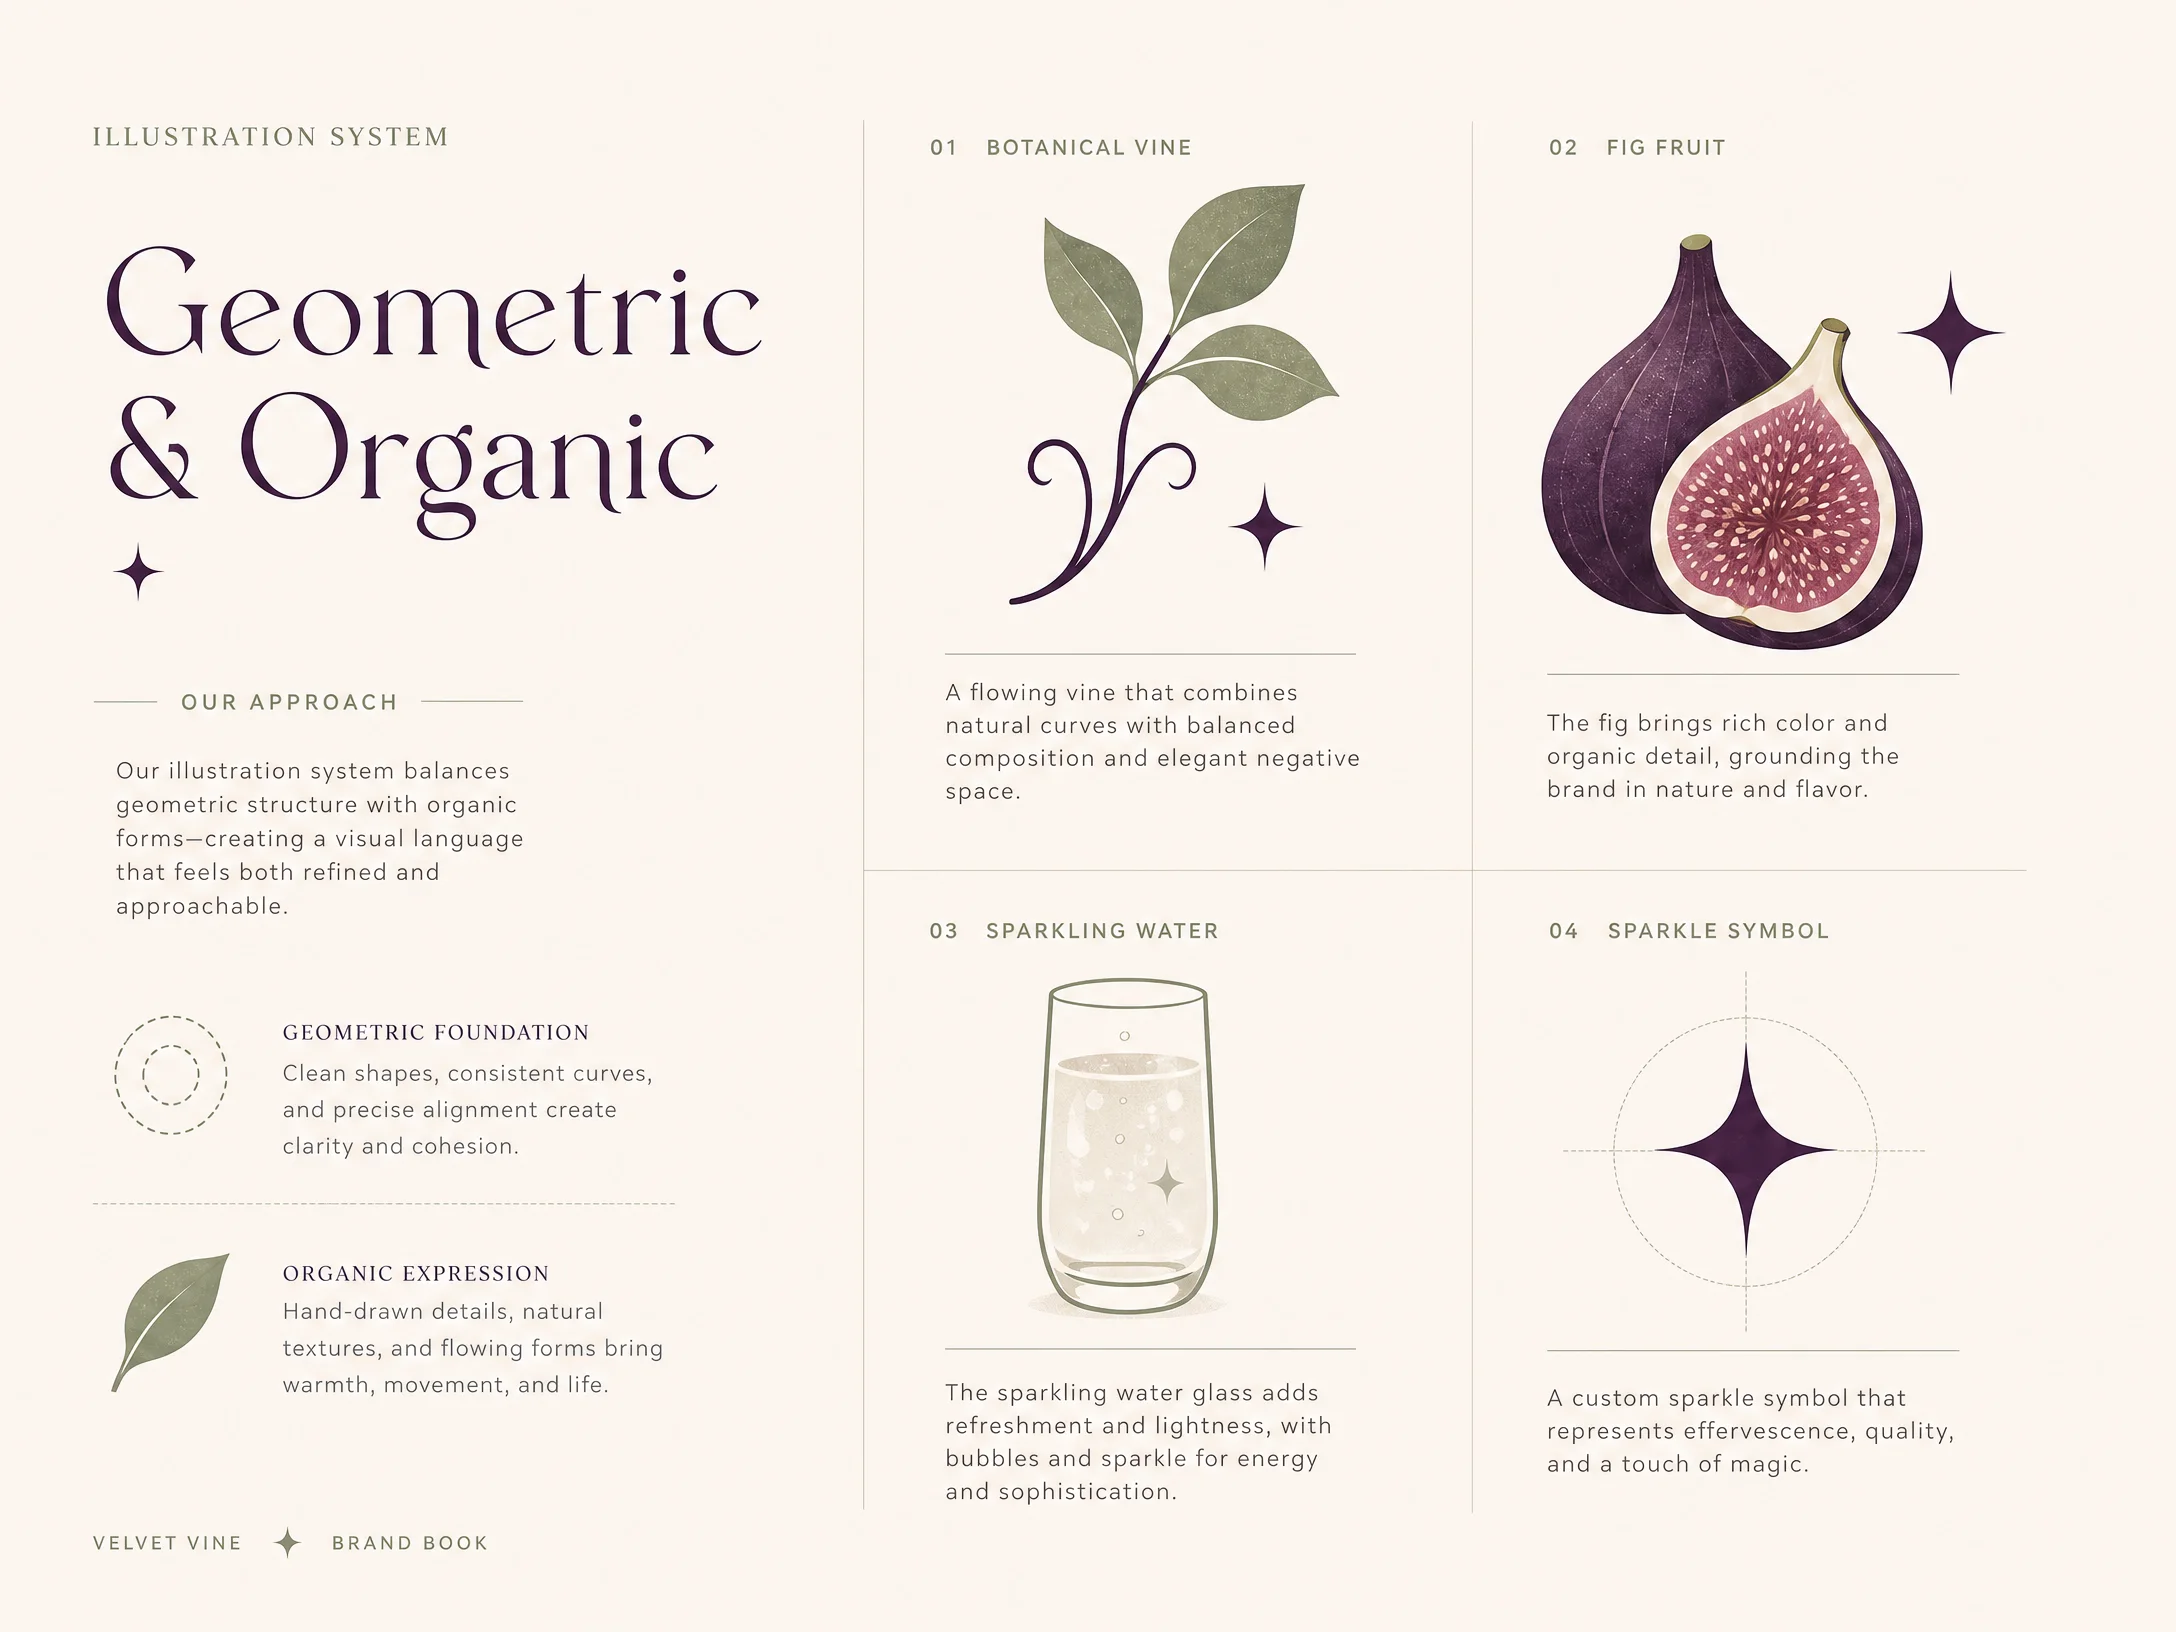 ILLUSTRATION SYSTEM
Geometric
& Organic
OUR APPROACH
Our illustration system balances
geometric structure with organic
forms—creating a visual language
that feels both refined and
approachable.
GEOMETRIC FOUNDATION
Clean shapes, consistent curves,
and precise alignment create
clarity and cohesion.
ORGANIC EXPRESSION
Hand-drawn details, natural
textures, and flowing forms bring
warmth, movement, and life.
VELVET VINE BRAND BOOK
01 BOTANICAL VINE
A flowing vine that combines
natural curves with balanced
composition and elegant negative
space.
02 FIG FRUIT
The fig brings rich color and
organic detail, grounding the
brand in nature and flavor.
03 SPARKLING WATER
The sparkling water glass adds
refreshment and lightness, with
bubbles and sparkle for energy
and sophistication.
04 SPARKLE SYMBOL
A custom sparkle symbol that
represents effervescence, quality,
and a touch of magic.